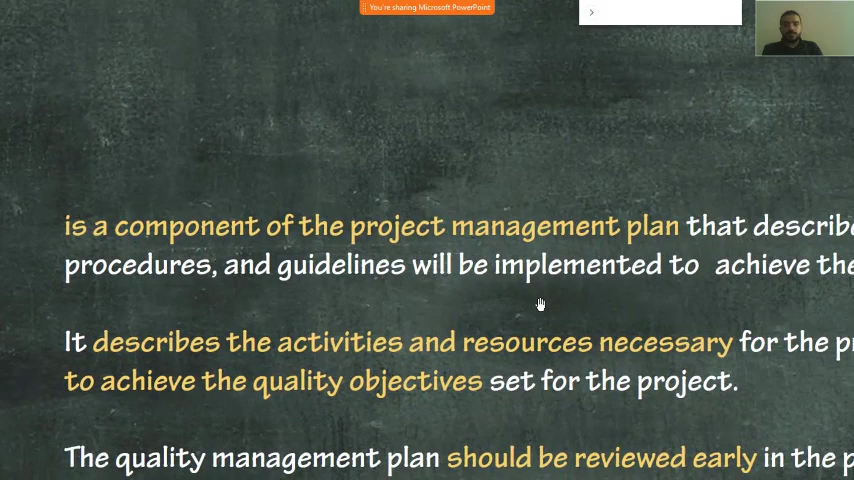 You're sharing Microsoft PowerPoint
is a component of the project management plan that
procedures, and guidelines will be implemented to achieve
It describes the activities and resources necessary for the
to achieve the quality objectives set for the project.
The quality management plan should be reviewed early in the